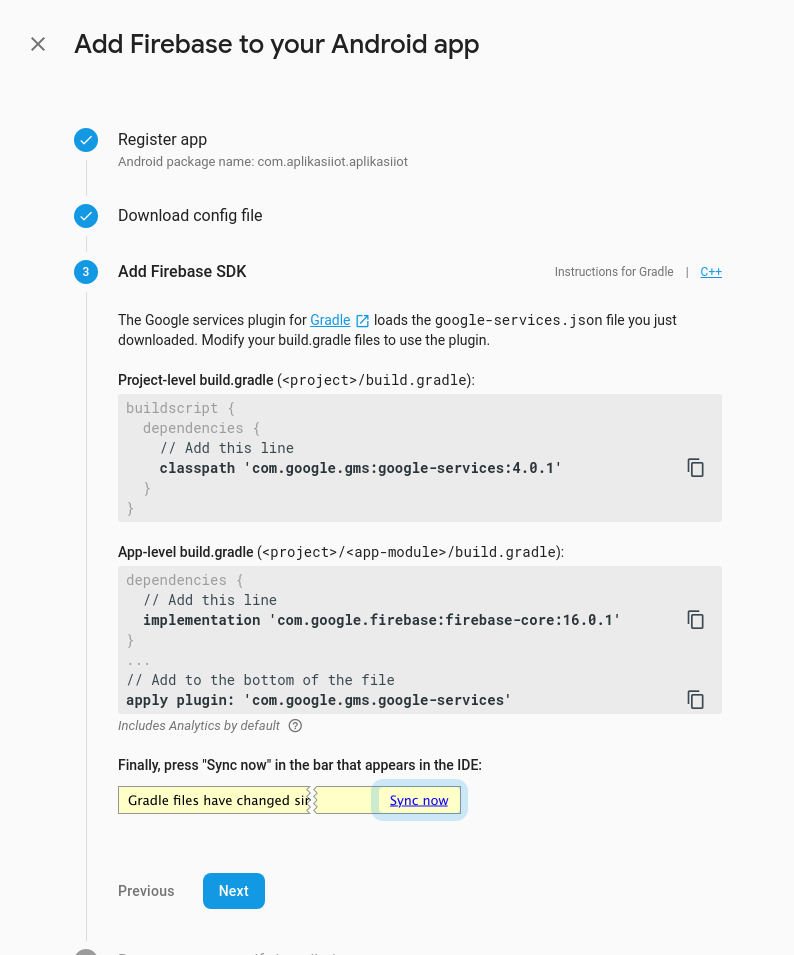 Add Firebase to your Android app
Register app
Android package name: com.aplikasiiot.aplikasiiot
Download config file
3
Add Firebase SDK
Instructions for Gradle | C++
The Google services plugin for Gradle loads the google-services.json file you just
downloaded. Modify your build.gradle files to use the plugin.
Project-level build.gradle (<project>/build.gradle):
buildscript {
dependencies {
// Add this line
classpath 'com.google.gms:google-services:4.0.1'
}
}
App-level build.gradle (<project>/<app-module>/build.gradle):
dependencies {
// Add this line
implementation 'com.google.firebase:firebase-core:16.0.1'
}
...
// Add to the bottom of the file
apply plugin: 'com.google.gms.google-services'
Includes Analytics by default ?
Finally, press "Sync now" in the bar that appears in the IDE:
Gradle files have changed Sync now
Previous Next